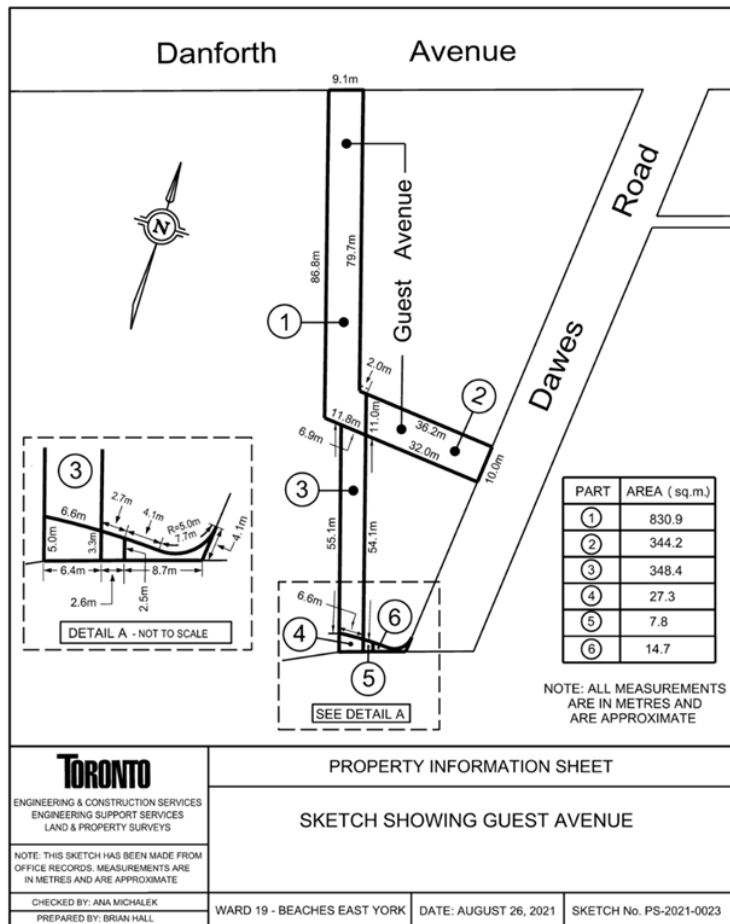 Danforth Avenue
9.1m
Road
Guest Avenue
N
86.8m
79.7m
1
Dawes
2.0m
2
11.8m
11.0m
36.2m
6.9m
32.0m
10.0m
3
55.1m
54.1m
6.6m
4
6
5
SEE DETAIL A
3
2.7m
4.1m
R=5.0m
7.7m
6.6m
4.1m
5.0m
3.3m
6.4m
8.7m
2.6m
2.5m
DETAIL A - NOT TO SCALE
PART AREA (sq.m.)
1 830.9
2 344.2
3 348.4
4 27.3
5 7.8
6 14.7
NOTE: ALL MEASUREMENTS
ARE IN METRES AND
ARE APPROXIMATE
TORONTO
ENGINEERING & CONSTRUCTION SERVICES
ENGINEERING SUPPORT SERVICES
LAND & PROPERTY SURVEYS
NOTE: THIS SKETCH HAS BEEN MADE FROM
OFFICE RECORDS. MEASUREMENTS ARE
IN METRES AND ARE APPROXIMATE
CHECKED BY: ANA MICHALEK
PREPARED BY: BRIAN HALL
PROPERTY INFORMATION SHEET
SKETCH SHOWING GUEST AVENUE
WARD 19 - BEACHES EAST YORK
DATE: AUGUST 26, 2021
SKETCH No. PS-2021-0023